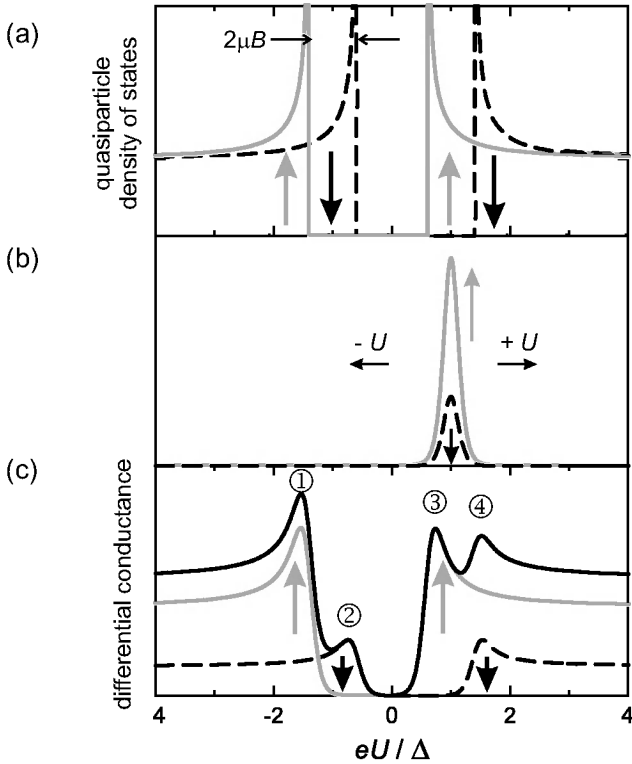 (a)
2μB
quasiparticle
density of states
(b)
- U
+ U
(c)
①
②
③
④
differential conductance
4
-2
0
2
4
eU / Δ